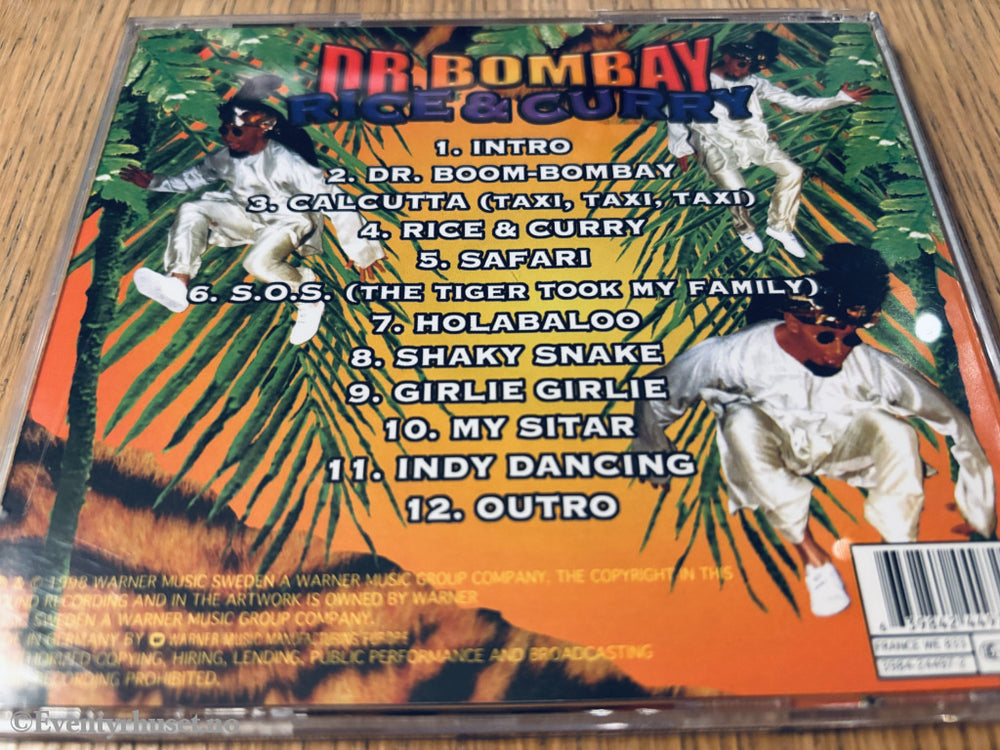 DR. BOMBAY
RICE & CURRY
1. INTRO
2. DR. BOOM-BOMBAY
3. CALCUTTA (TAXI, TAXI, TAXI)
4. RICE & CURRY
5. SAFARI
6. S.O.S. (THE TIGER TOOK MY FAMILY)
7. HOLABALOO
8. SHAKY SNAKE
9. GIRLIE GIRLIE
10. MY SITAR
11. INDY DANCING
12. OUTRO
& © 1998 WARNER MUSIC SWEDEN A WARNER MUSIC GROUP COMPANY. THE COPYRIGHT IN THIS
RECORDING AND IN THE ARTWORK IS OWNED BY WARNER
SWEDEN A WARNER MUSIC GROUP COMPANY.
IN GERMANY BY WARNER MUSIC MANUFACTURING EUROPE
COPYING, HIRING, LENDING, PUBLIC PERFORMANCE AND BROADCASTING
RECORDING PROHIBITED.
FRANCE WE 833
©Eventyrhuset.no